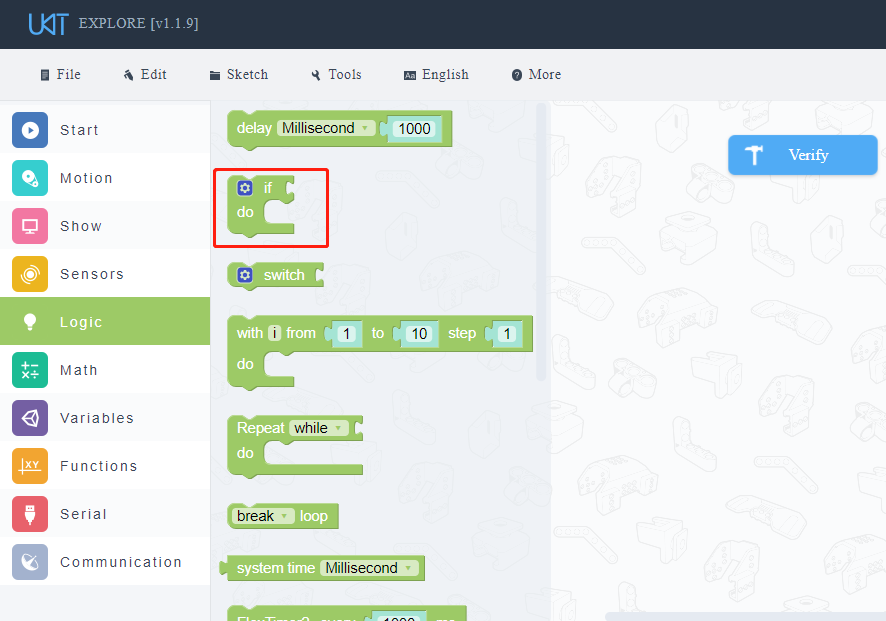 UKIT EXPLORE [v1.1.9]
File Edit Sketch Tools Aa English ? More
Start
Motion
Show
Sensors
Logic
Math
Variables
XY Functions
Serial
Communication
delay Millisecond 1000
if
do
switch
with i from 1 to 10 step 1
do
Repeat while
do
break loop
system time Millisecond
Verify